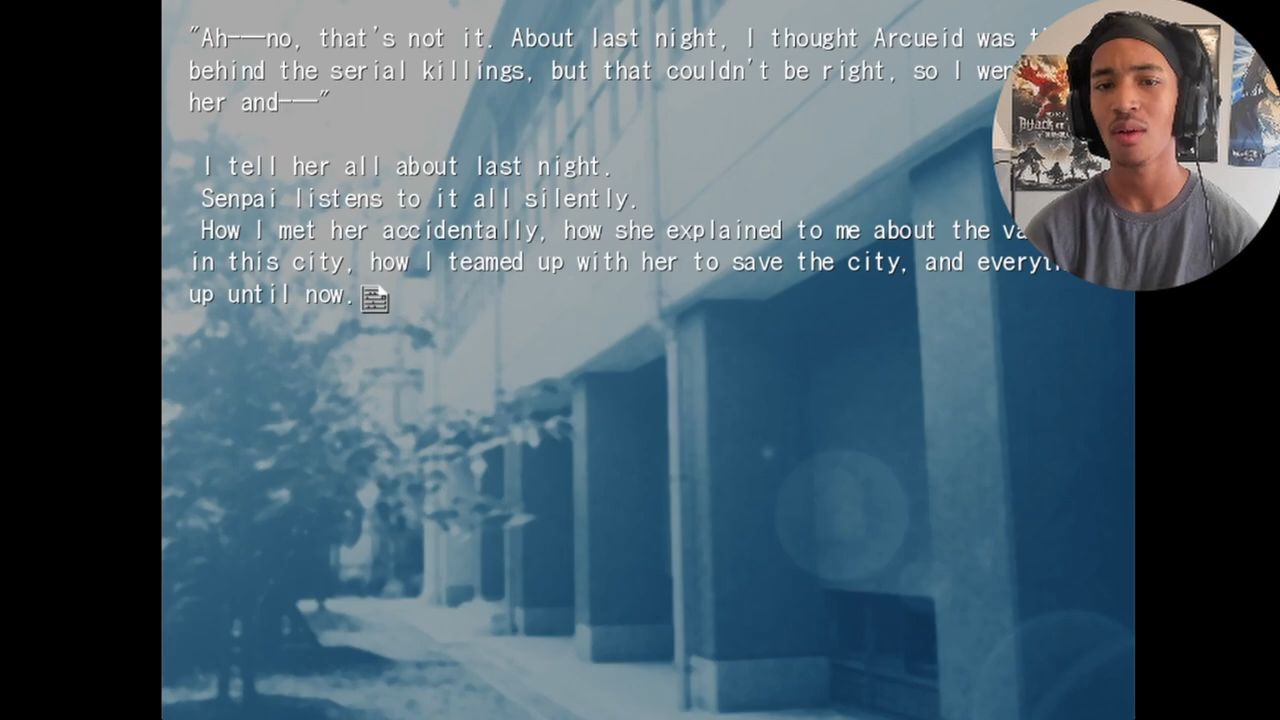 "Ah——no, that's not it. About last night, I thought Arcueid was
behind the serial killings, but that couldn't be right, so I
her and——"
I tell her all about last night.
Senpai listens to it all silently.
How I met her accidentally, how she explained to me about the
in this city, how I teamed up with her to save the city, and
up until now.
Attack